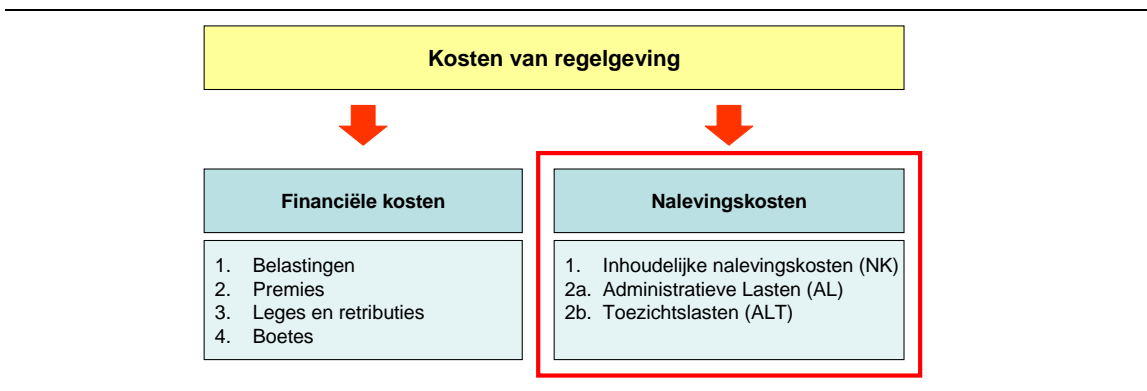 Kosten van regelgeving
Financiële kosten
1. Belastingen
2. Premies
3. Leges en retributies
4. Boetes
Nalevingskosten
1. Inhoudelijke nalevingskosten (NK)
2a. Administratieve Lasten (AL)
2b. Toezichtslasten (ALT)